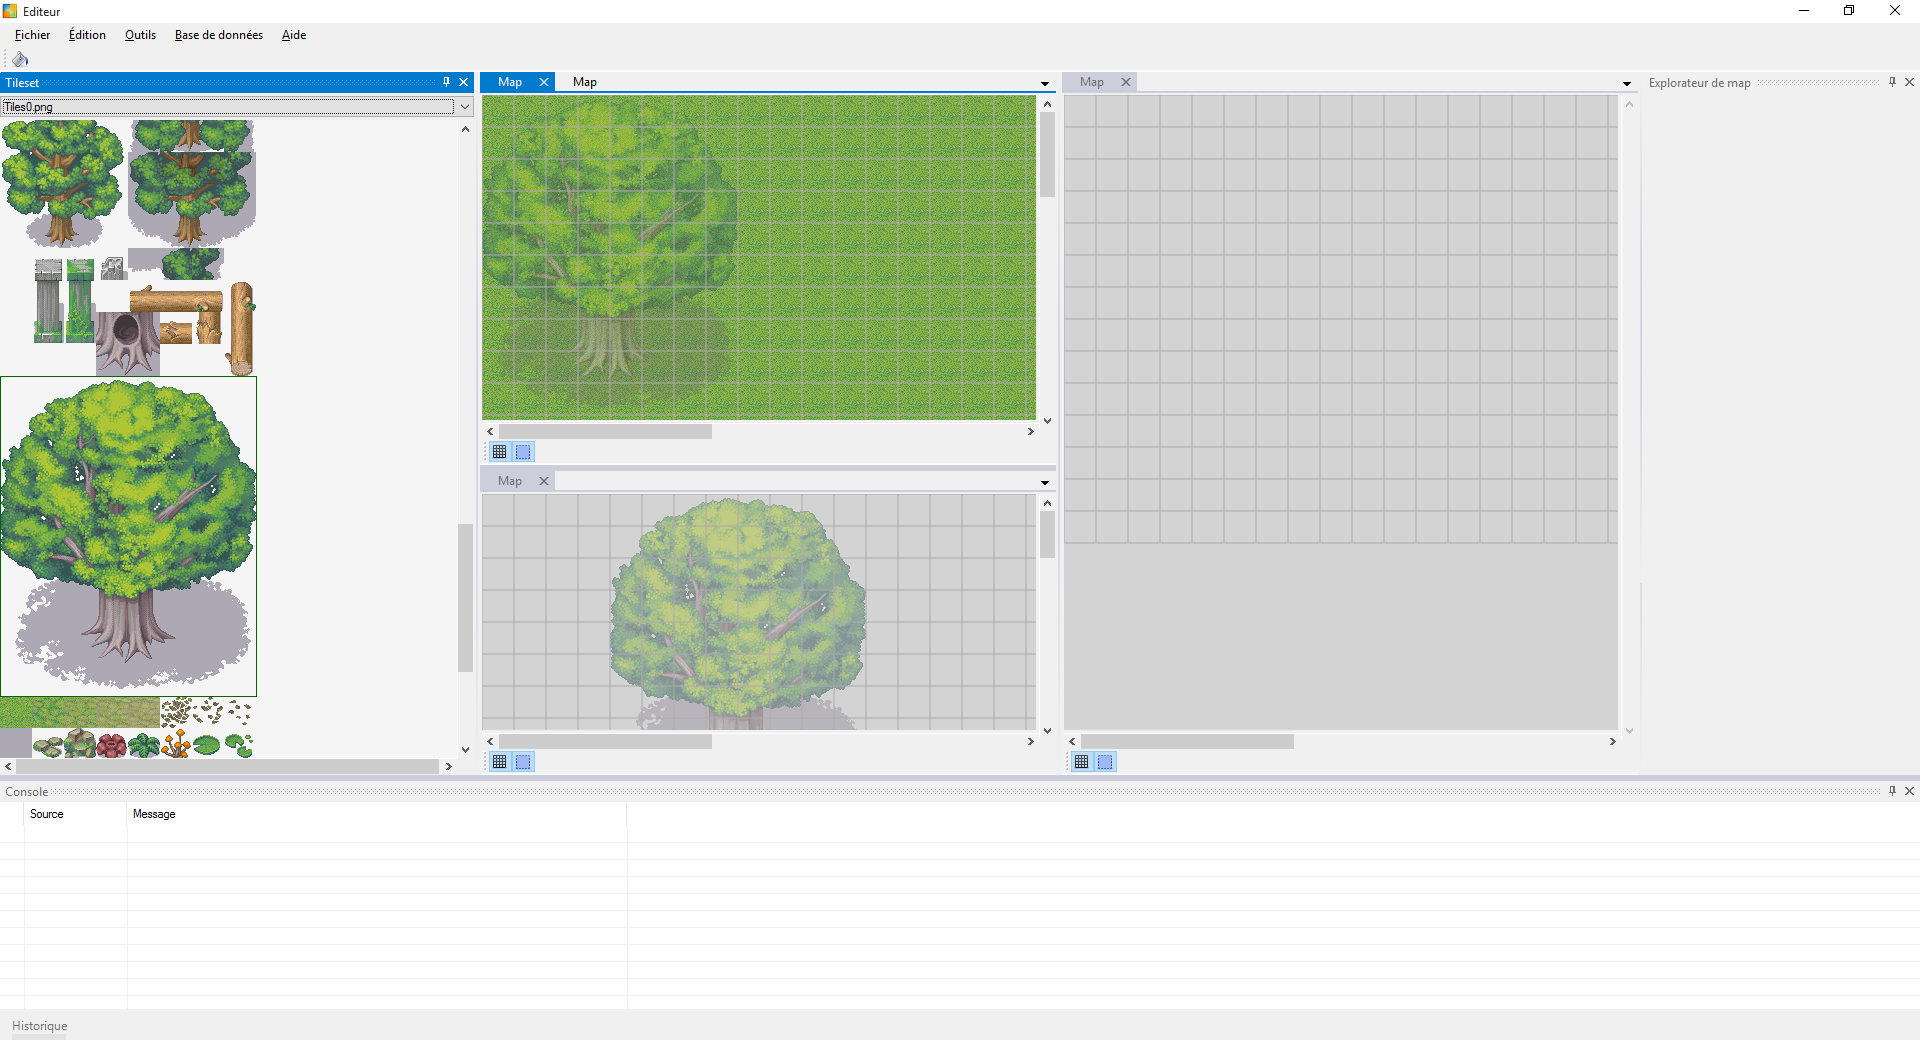 Editeur
Fichier Édition Outils Base de données Aide
Tileset
Tiles0.png
Map Map
Map
Map
Explorateur de map
Console
Source Message
Historique